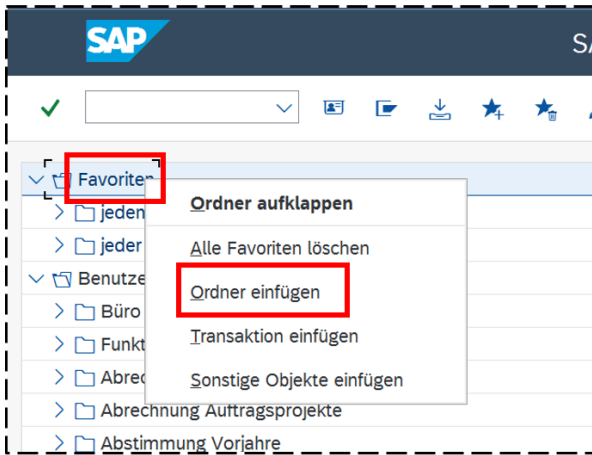 SAP
Favoriten
Ordner aufklappen
jeden
Alle Favoriten löschen
jeder
Benutze
Ordner einfügen
Büro
Transaktion einfügen
Funkt
Sonstige Objekte einfügen
Abrec
Abrechnung Auftragsprojekte
Abstimmung Vorjahre